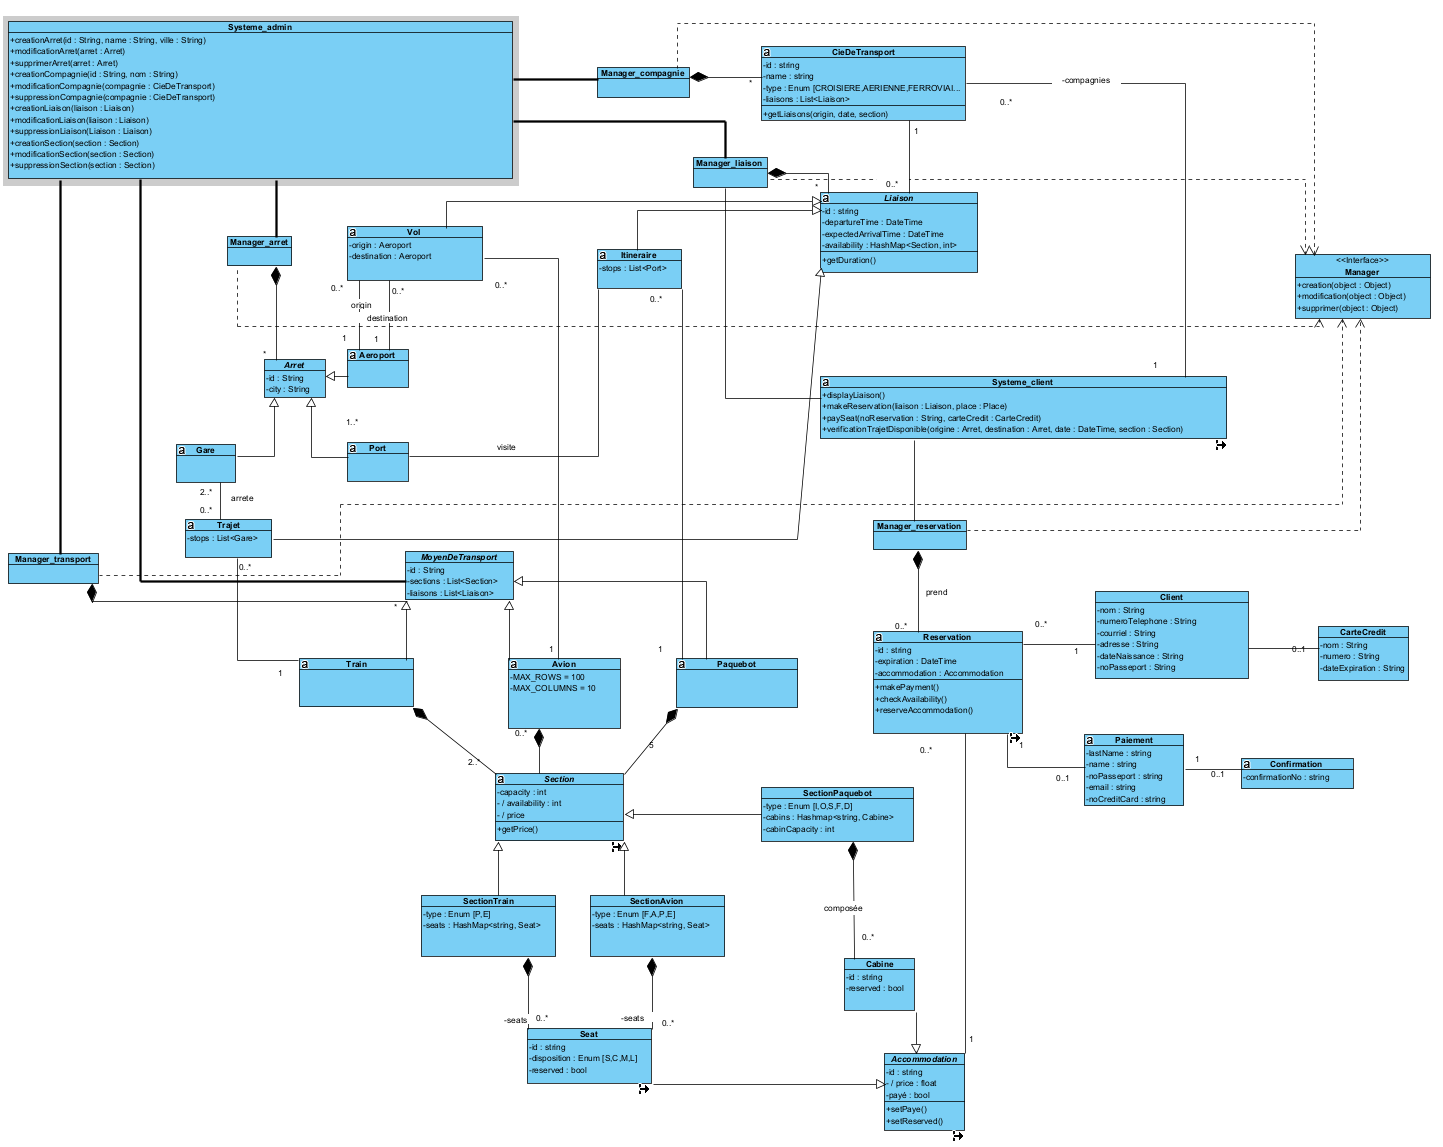 Systeme_admin
+creationArret(id : String, name : String, ville : String)
+modificationArret(arret : Arret)
+supprimerArret(arret : Arret)
+creationCompagnie(id : String, nom : String)
+modificationCompagnie(compagnie : CieDeTransport)
+suppressionCompagnie(compagnie : CieDeTransport)
+creationLiaison(liaison : Liaison)
+modificationLiaison(liaison : Liaison)
+suppressionLiaison(Liaison : Liaison)
+creationSection(section : Section)
+modificationSection(section : Section)
+suppressionSection(section : Section)
Manager_compagnie
*
a
CieDeTransport
-id : string
-name : string
-type : Enum [CROISIERE,AERIENNE,FERROVIAI...
-liaisons : List<Liaison>
+getLiaisons(origin, date, section)
-compagnies
0..*
1
0..*
Manager_liaison
*
a
Liaison
-id : string
-departureTime : DateTime
-expectedArrivalTime : DateTime
-availability : HashMap<Section, int>
+getDuration()
Manager_arret
*
a
Vol
-origin : Aeroport
-destination : Aeroport
0..*
0..*
0..*
origin
destination
1
1
a
Itineraire
-stops : List<Port>
0..*
<<Interface>>
Manager
+creation(object : Object)
+modification(object : Object)
+supprimer(object : Object)
a
Arret
-id : String
-city : String
a
Aeroport
1
a
Systeme_client
+displayLiaison()
+makeReservation(liaison : Liaison, place : Place)
+paySeat(noReservation : String, carteCredit : CarteCredit)
+verificationTrajetDisponible(origine : Arret, destination : Arret, date : DateTime, section : Section)
1..*
a
Gare
a
Port
visite
2..*
arrete
0..*
a
Trajet
-stops : List<Gare>
0..*
Manager_transport
*
a
MoyenDeTransport
-id : String
-sections : List<Section>
-liaisons : List<Liaison>
Manager_reservation
prend
0..*
1
a
Train
1
a
Avion
-MAX_ROWS = 100
-MAX_COLUMNS = 10
1
a
Paquebot
a
Reservation
-id : string
-expiration : DateTime
-accommodation : Accommodation
+makePayment()
+checkAvailability()
+reserveAccommodation()
0..*
1
Client
-nom : String
-numeroTelephone : String
-courriel : String
-adresse : String
-dateNaissance : String
-noPasseport : String
0..1
CarteCredit
-nom : String
-numero : String
-dateExpiration : String
2..*
0..*
5
0..*
1
0..1
a
Paiement
-lastName : string
-name : string
-noPasseport : string
-email : string
-noCreditCard : string
1
0..1
a
Confirmation
-confirmationNo : string
a
Section
-capacity : int
- / availability : int
- / price
+getPrice()
SectionPaquebot
-type : Enum [I,O,S,F,D]
-cabins : Hashmap<string, Cabine>
-cabinCapacity : int
SectionTrain
-type : Enum [P,E]
-seats : HashMap<string, Seat>
SectionAvion
-type : Enum [F,A,P,E]
-seats : HashMap<string, Seat>
composée
0..*
Cabine
-id : string
-reserved : bool
-seats
0..*
-seats
0..*
Seat
-id : string
-disposition : Enum [S,C,M,L]
-reserved : bool
1
Accommodation
-id : string
- / price : float
-payé : bool
+setPaye()
+setReserved()